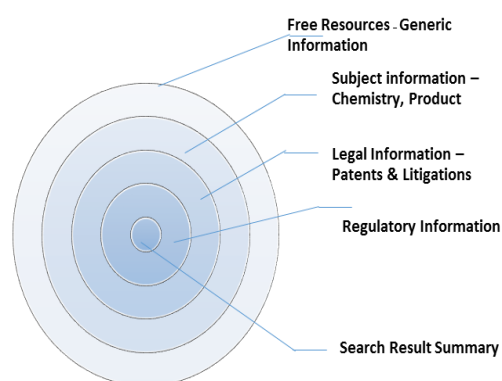 Free Resources - Generic
Information
Subject information –
Chemistry, Product
Legal Information –
Patents & Litigations
Regulatory Information
Search Result Summary